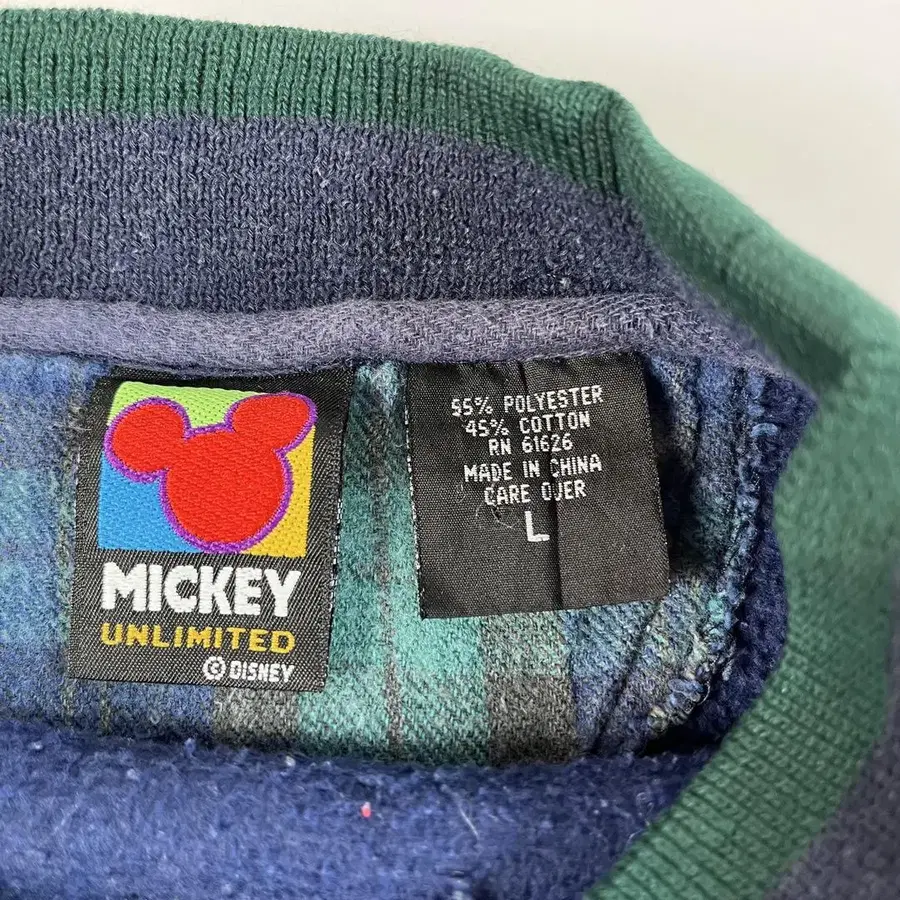 MICKEY
UNLIMITED
© DISNEY
55% POLYESTER
45% COTTON
RN 61626
MADE IN CHINA
CARE OVER
L